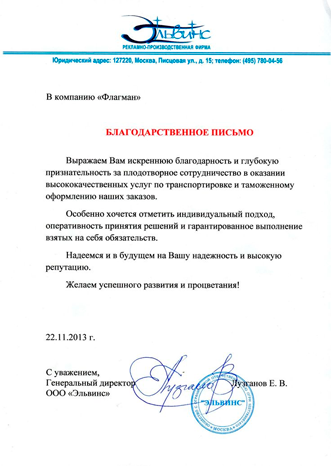 Эльвинс
РЕКЛАМНО-ПРОИЗВОДСТВЕННАЯ ФИРМА
Юридический адрес: 127220, Москва, Писцовая ул., д. 15; телефон: (495) 780-04-56
В компанию «Флагман»
БЛАГОДАРСТВЕННОЕ ПИСЬМО
Выражаем Вам искреннюю благодарность и глубокую
признательность за плодотворное сотрудничество в оказании
высококачественных услуг по транспортировке и таможенному
оформлению наших заказов.
Особенно хочется отметить индивидуальный подход,
оперативность принятия решений и гарантированное выполнение
взятых на себя обязательств.
Надеемся и в будущем на Вашу надежность и высокую
репутацию.
Желаем успешного развития и процветания!
22.11.2013 г.
С уважением,
Генеральный директор
ООО «Эльвинс»
Е. В.
"ЭЛЬВИНС"
МОСКВА